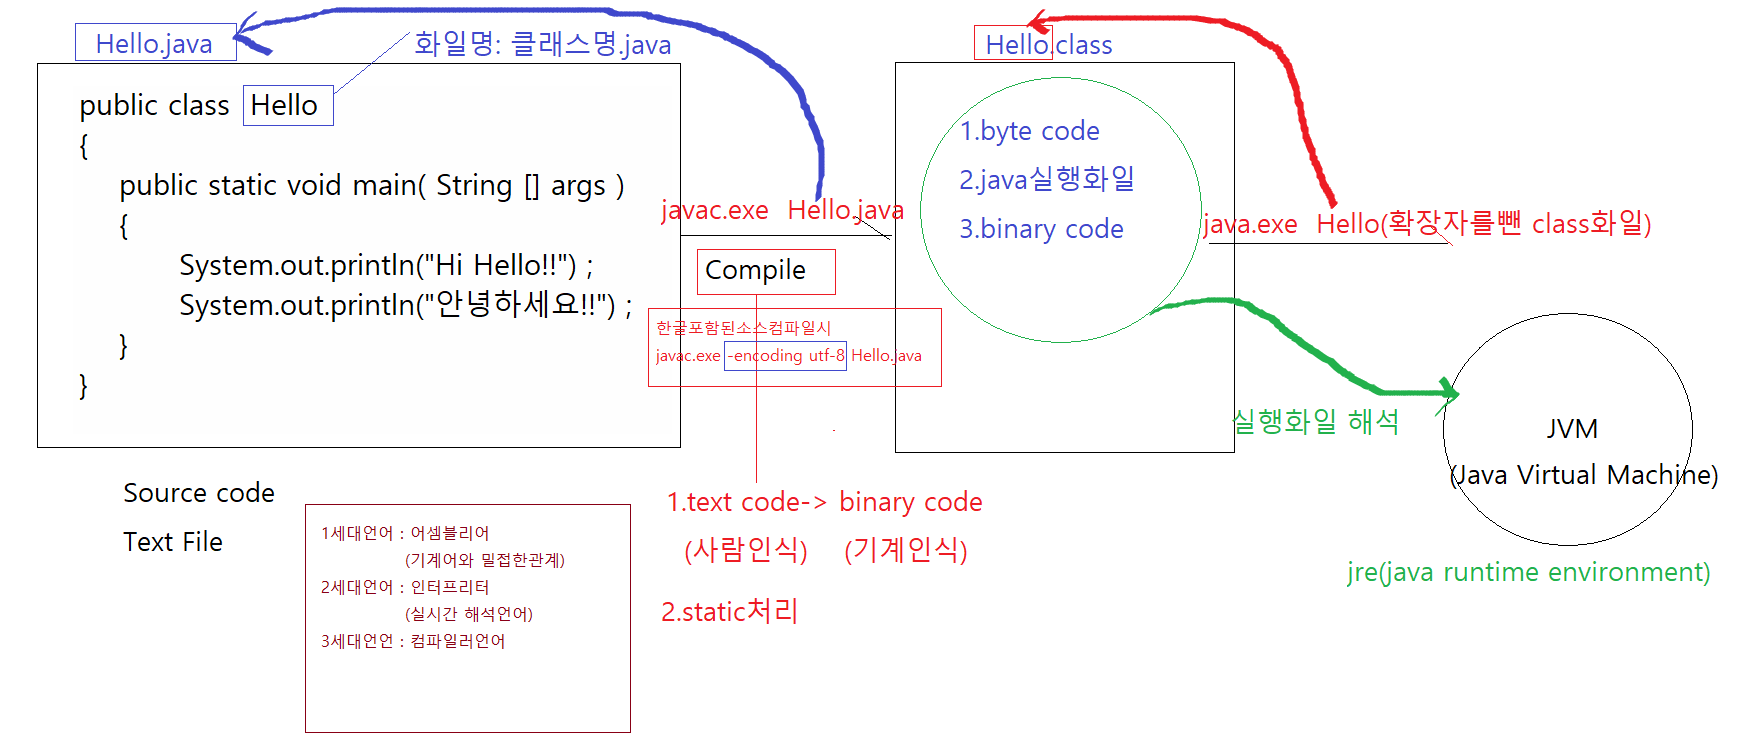 Hello.java
화일명: 클래스명.java
public class Hello
{
public static void main( String [] args )
{
System.out.println("Hi Hello!!") ;
System.out.println("안녕하세요!!") ;
}
}
Source code
Text File
1세대언어 : 어셈블리어
(기계어와 밀접한관계)
2세대언어 : 인터프리터
(실시간 해석언어)
3세대언언 : 컴파일러언어
javac.exe Hello.java
Compile
한글포함된소스컴파일시
javac.exe -encoding utf-8 Hello.java
1.text code-> binary code
(사람인식) (기계인식)
2.static처리
Hello.class
1.byte code
2.java실행화일
3.binary code
java.exe Hello(확장자를뺀 class화일)
실행화일 해석
JVM
(Java Virtual Machine)
jre(java runtime environment)